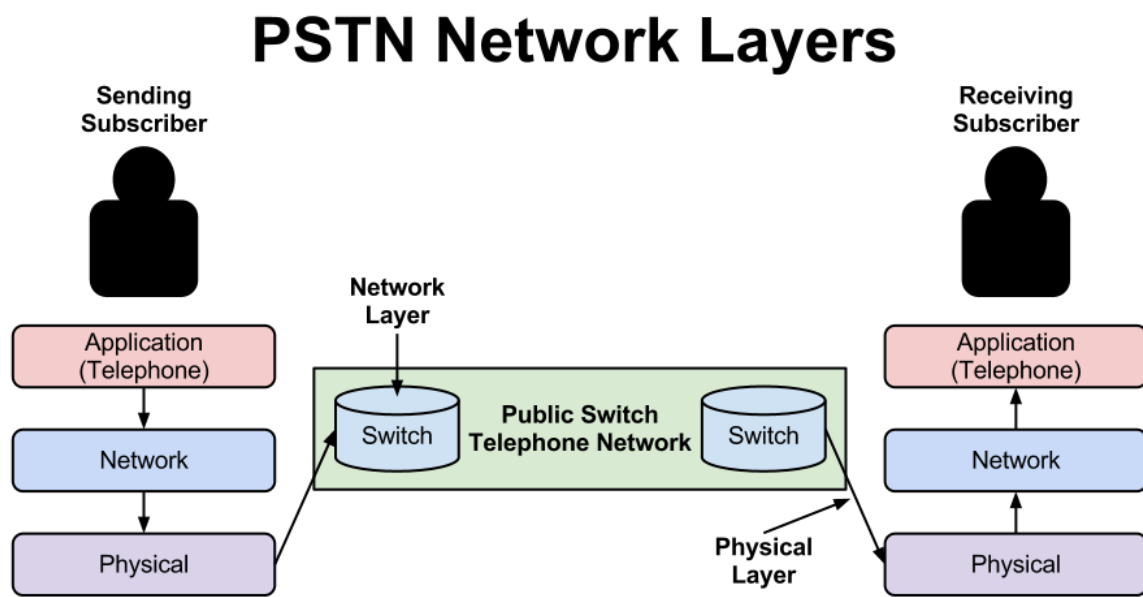 PSTN Network Layers
Sending
Subscriber
Receiving
Subscriber
Network
Layer
Application
(Telephone)
Application
(Telephone)
Switch
Public Switch
Telephone Network
Switch
Network
Network
Physical
Layer
Physical
Physical